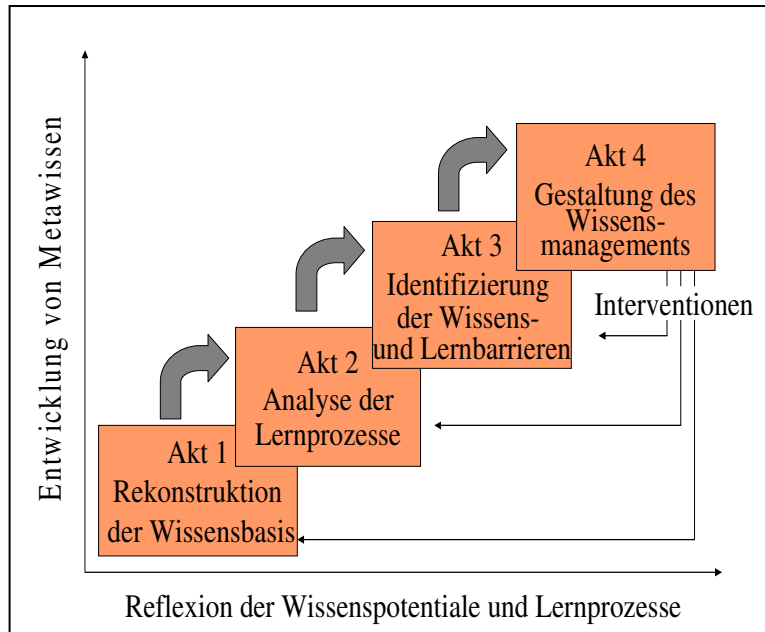 Entwicklung von Metawissen
Akt 4
Gestaltung des
Wissens-
managements
Akt 3
Identifizierung
der Wissens-
und Lernbarrieren
Interventionen
Akt 2
Analyse der
Lernprozesse
Akt 1
Rekonstruktion
der Wissensbasis
Reflexion der Wissenspotentiale und Lernprozesse